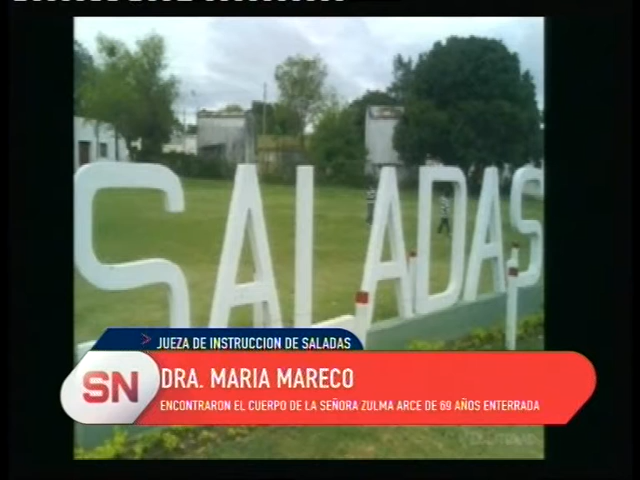 SALADAS
JUEZA DE INSTRUCCION DE SALADAS
SN
DRA. MARIA MARECO
ENCONTRARON EL CUERPO DE LA SEÑORA ZULMA ARCE DE 69 AÑOS ENTERRADA